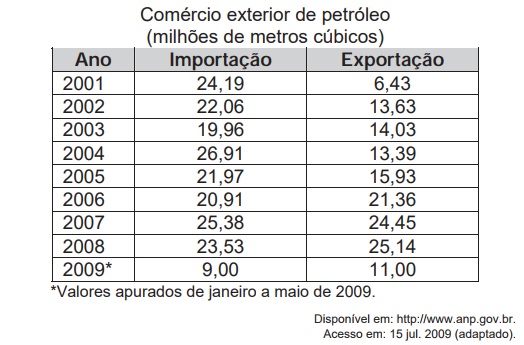 Comércio exterior de petróleo
(milhões de metros cúbicos)
Ano Importação Exportação
2001 24,19 6,43
2002 22,06 13,63
2003 19,96 14,03
2004 26,91 13,39
2005 21,97 15,93
2006 20,91 21,36
2007 25,38 24,45
2008 23,53 25,14
2009* 9,00 11,00
*Valores apurados de janeiro a maio de 2009.
Disponível em: http://www.anp.gov.br.
Acesso em: 15 jul. 2009 (adaptado).